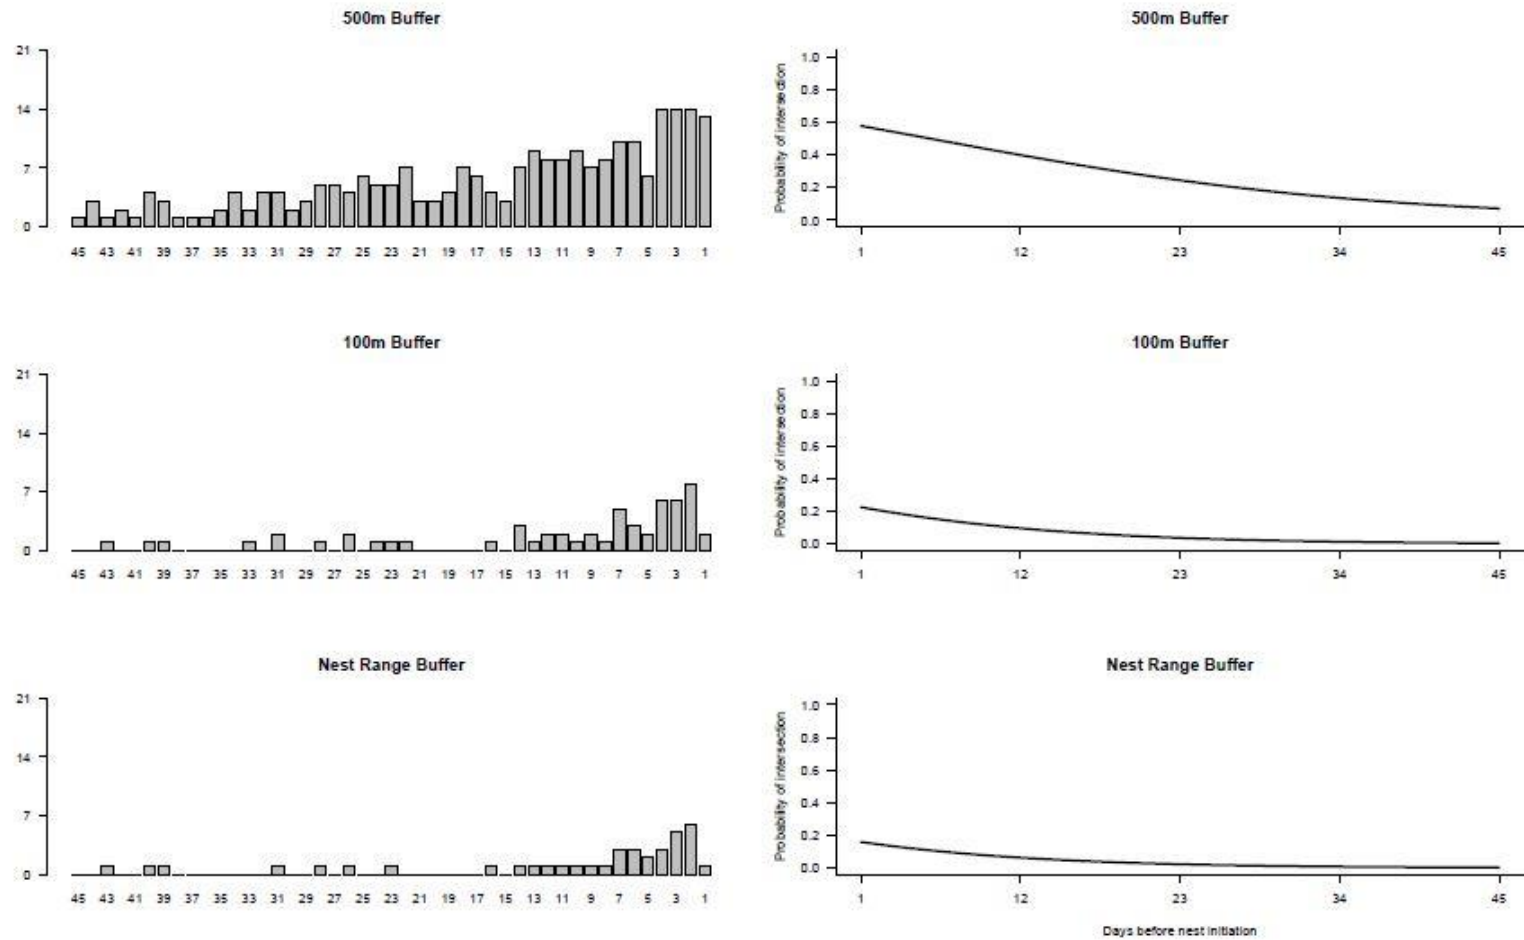 500m Buffer
21
14
7
0
45 43 41 39 37 35 33 31 29 27 25 23 21 19 17 15 13 11 9 7 5 3 1
500m Buffer
Probability of intersection
1.0
0.8
0.6
0.4
0.2
0.0
1 12 23 34 45
100m Buffer
21
14
7
0
45 43 41 39 37 35 33 31 29 27 25 23 21 19 17 15 13 11 9 7 5 3 1
100m Buffer
Probability of intersection
1.0
0.8
0.6
0.4
0.2
0.0
1 12 23 34 45
Nest Range Buffer
21
14
7
0
45 43 41 39 37 35 33 31 29 27 25 23 21 19 17 15 13 11 9 7 5 3 1
Nest Range Buffer
Probability of intersection
1.0
0.8
0.6
0.4
0.2
0.0
1 12 23 34 45
Days before nest initiation